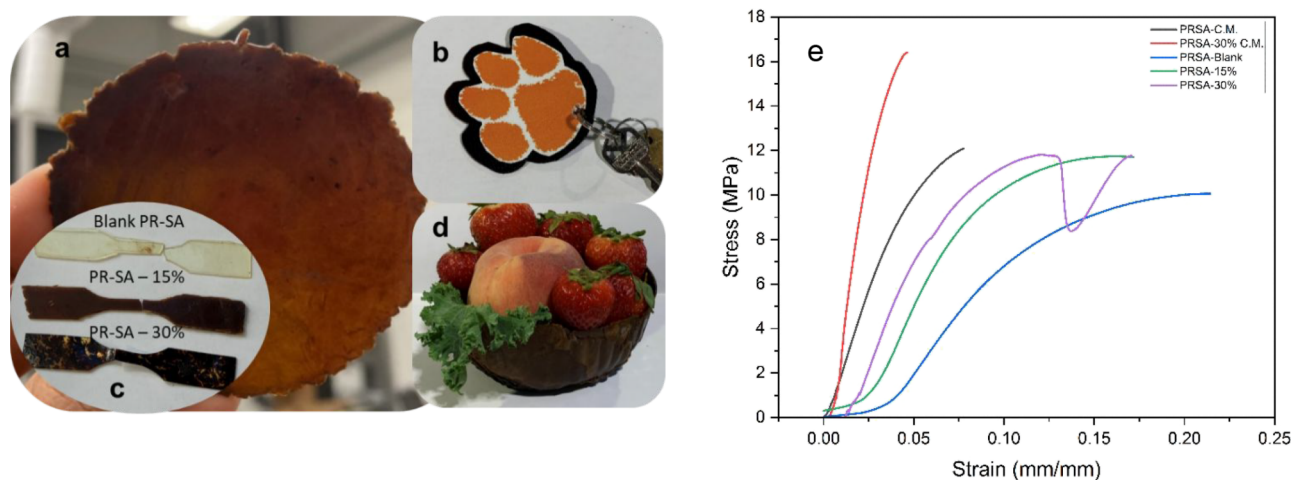 a
b
Blank PR-SA
PR-SA – 15%
PR-SA – 30%
c
d
e
PRSA-C.M.
PRSA-30% C.M.
PRSA-Blank
PRSA-15%
PRSA-30%
Stress (MPa)
18
16
14
12
10
8
6
4
2
0
0.00 0.05 0.10 0.15 0.20 0.25
Strain (mm/mm)